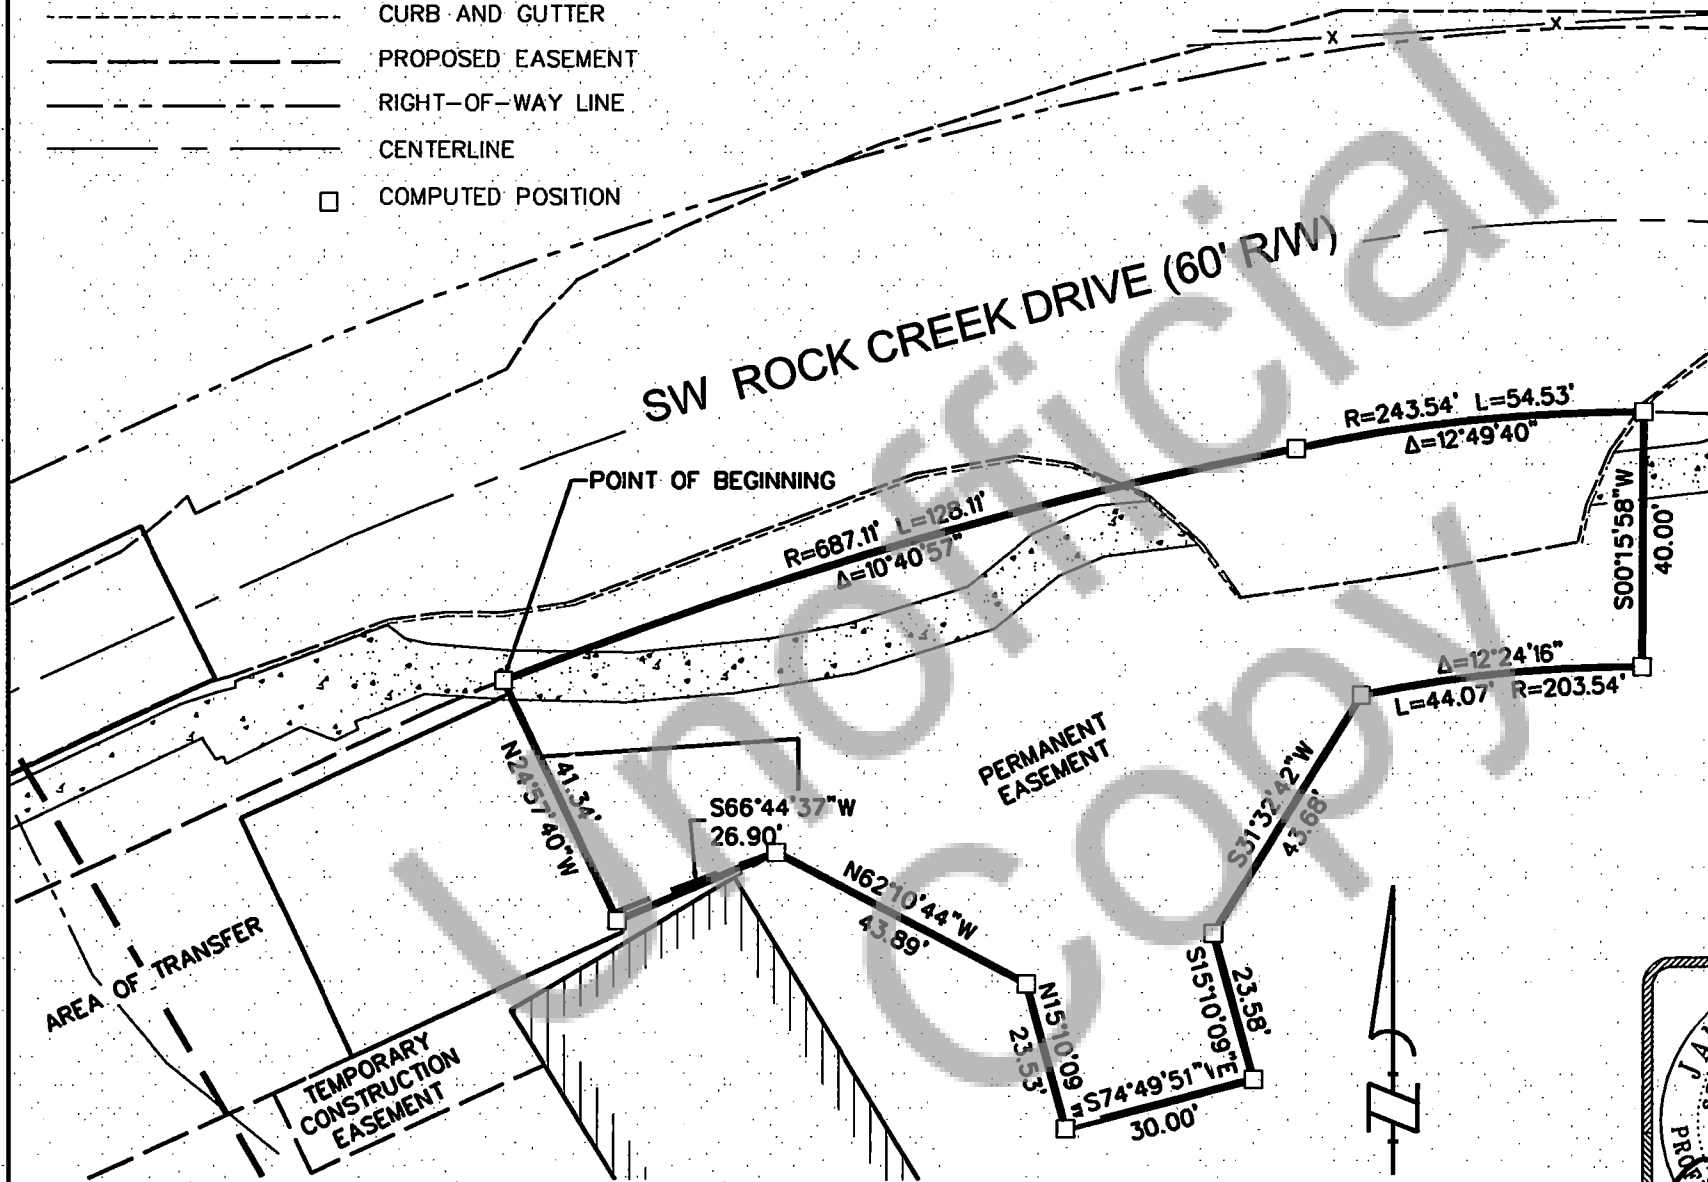 CURB AND GUTTER
PROPOSED EASEMENT
RIGHT-OF-WAY LINE
CENTERLINE
COMPUTED POSITION
X
X
SW ROCK CREEK DRIVE (60' R/W)
R=243.54' L=54.53'
Δ=12°49'40"
POINT OF BEGINNING
R=687.11' L=128.11'
Δ=10°40'57"
S00°15'58"W
40.00'
Δ=12°24'16"
L=44.07' R=203.54'
PERMANENT
EASEMENT
N24°57'40"W
41.34'
S66°44'37"W
26.90'
S31°32'42"W
43.68'
N62°10'44"W
43.89'
N15°10'09
23.53'
S15°10'09"E
23.58'
"S74°49'51"W
30.00'
AREA OF TRANSFER
TEMPORARY
CONSTRUCTION
EASEMENT
N
Unofficial
Copy